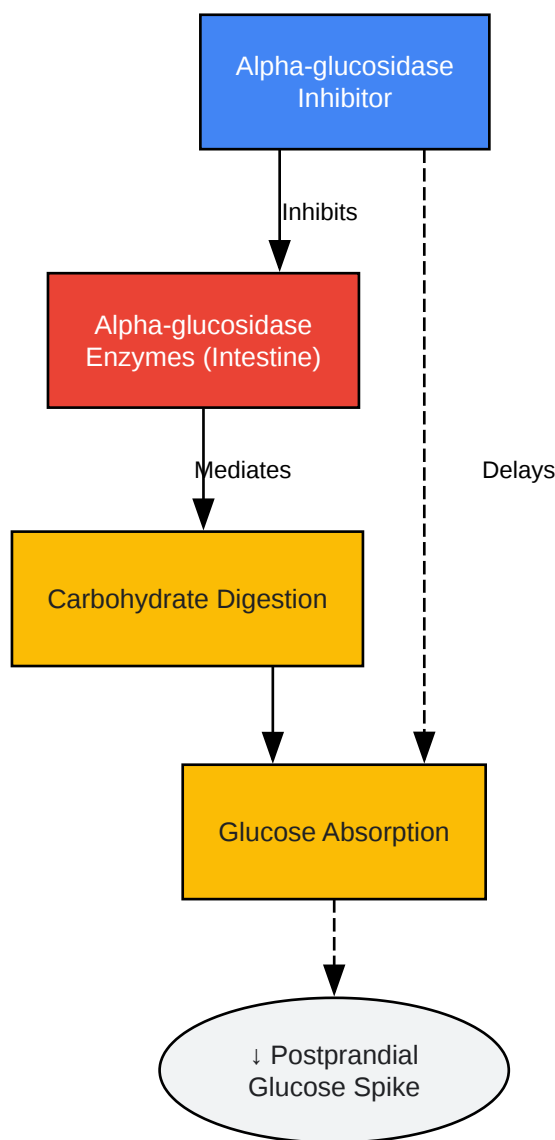 Alpha-glucosidase
Inhibitor
Inhibits
Alpha-glucosidase
Enzymes (Intestine)
Mediates
Delays
Carbohydrate Digestion
Glucose Absorption
↓ Postprandial
Glucose Spike